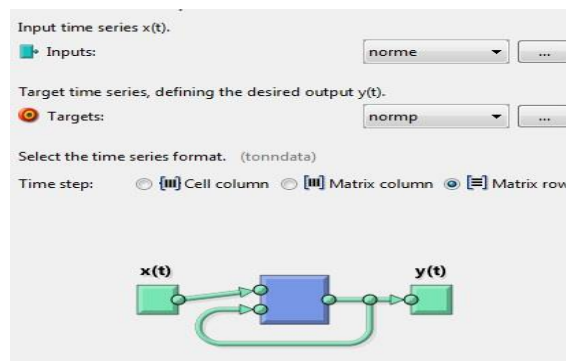 Input time series x(t).
Inputs: norme ...
Target time series, defining the desired output y(t).
Targets: normp ...
Select the time series format. (tonndata)
Time step: Cell column Matrix column Matrix row
x(t) y(t)